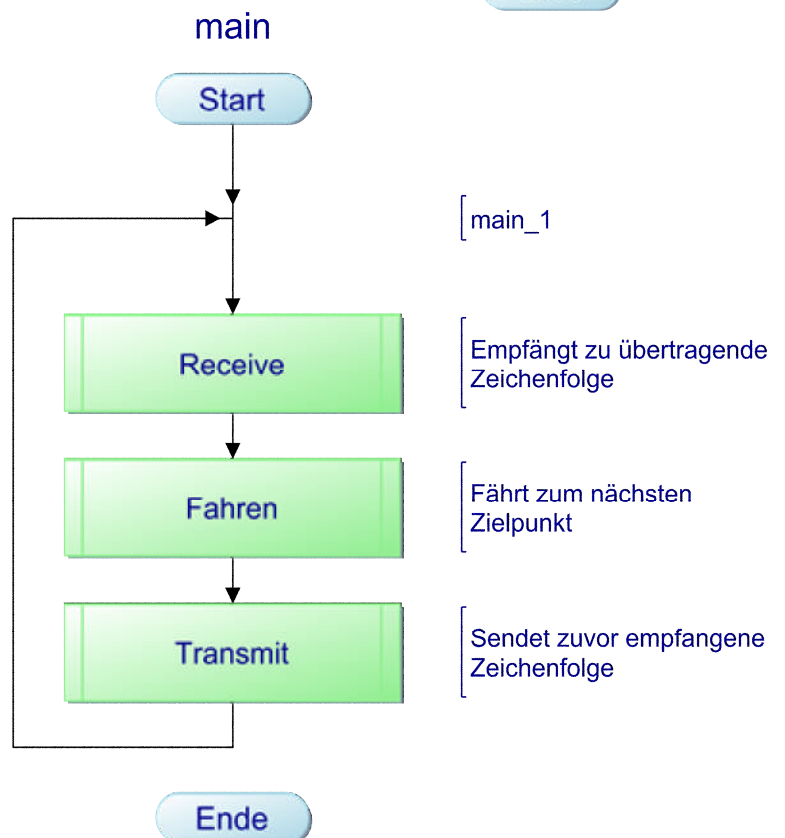 main
Start
main_1
Receive
Empfängt zu übertragende
Zeichenfolge
Fahren
Fährt zum nächsten
Zielpunkt
Transmit
Sendet zuvor empfangene
Zeichenfolge
Ende